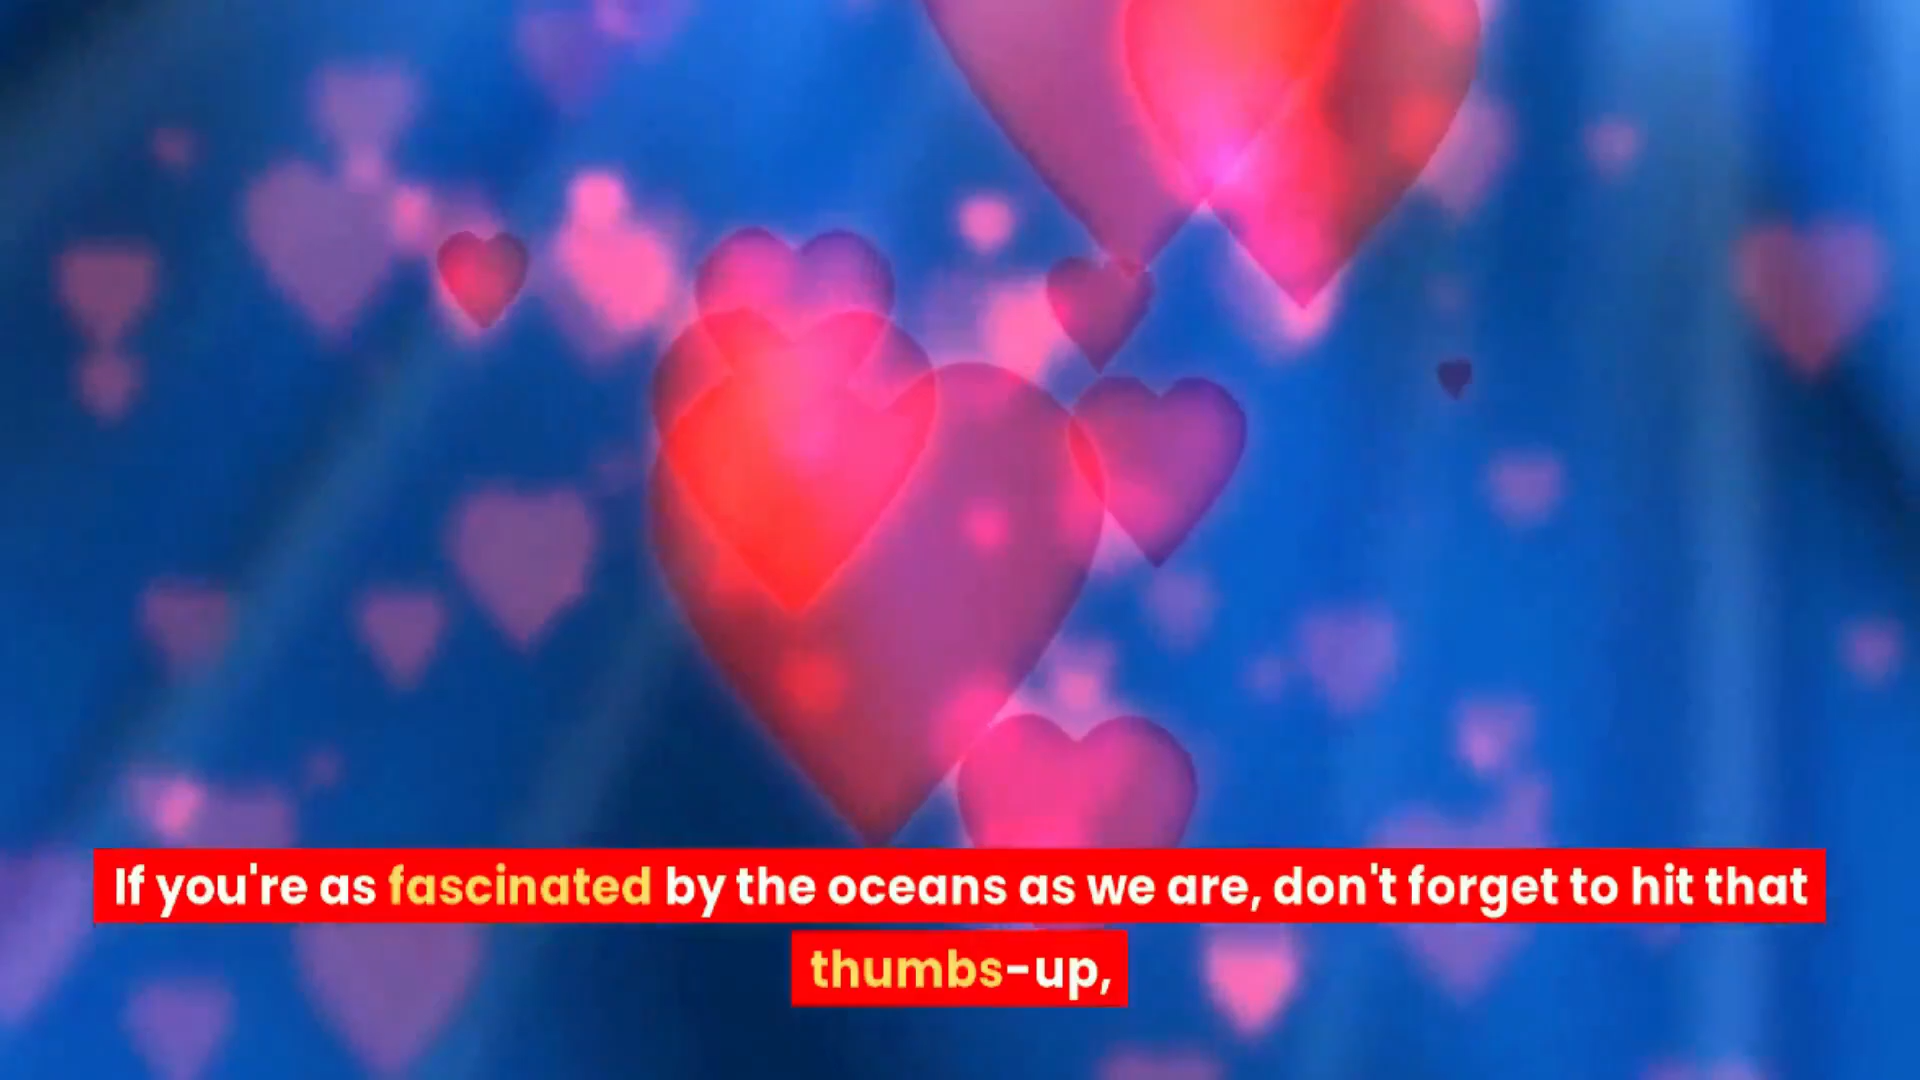 If you're as fascinated by the oceans as we are, don't forget to hit that
thumbs-up,